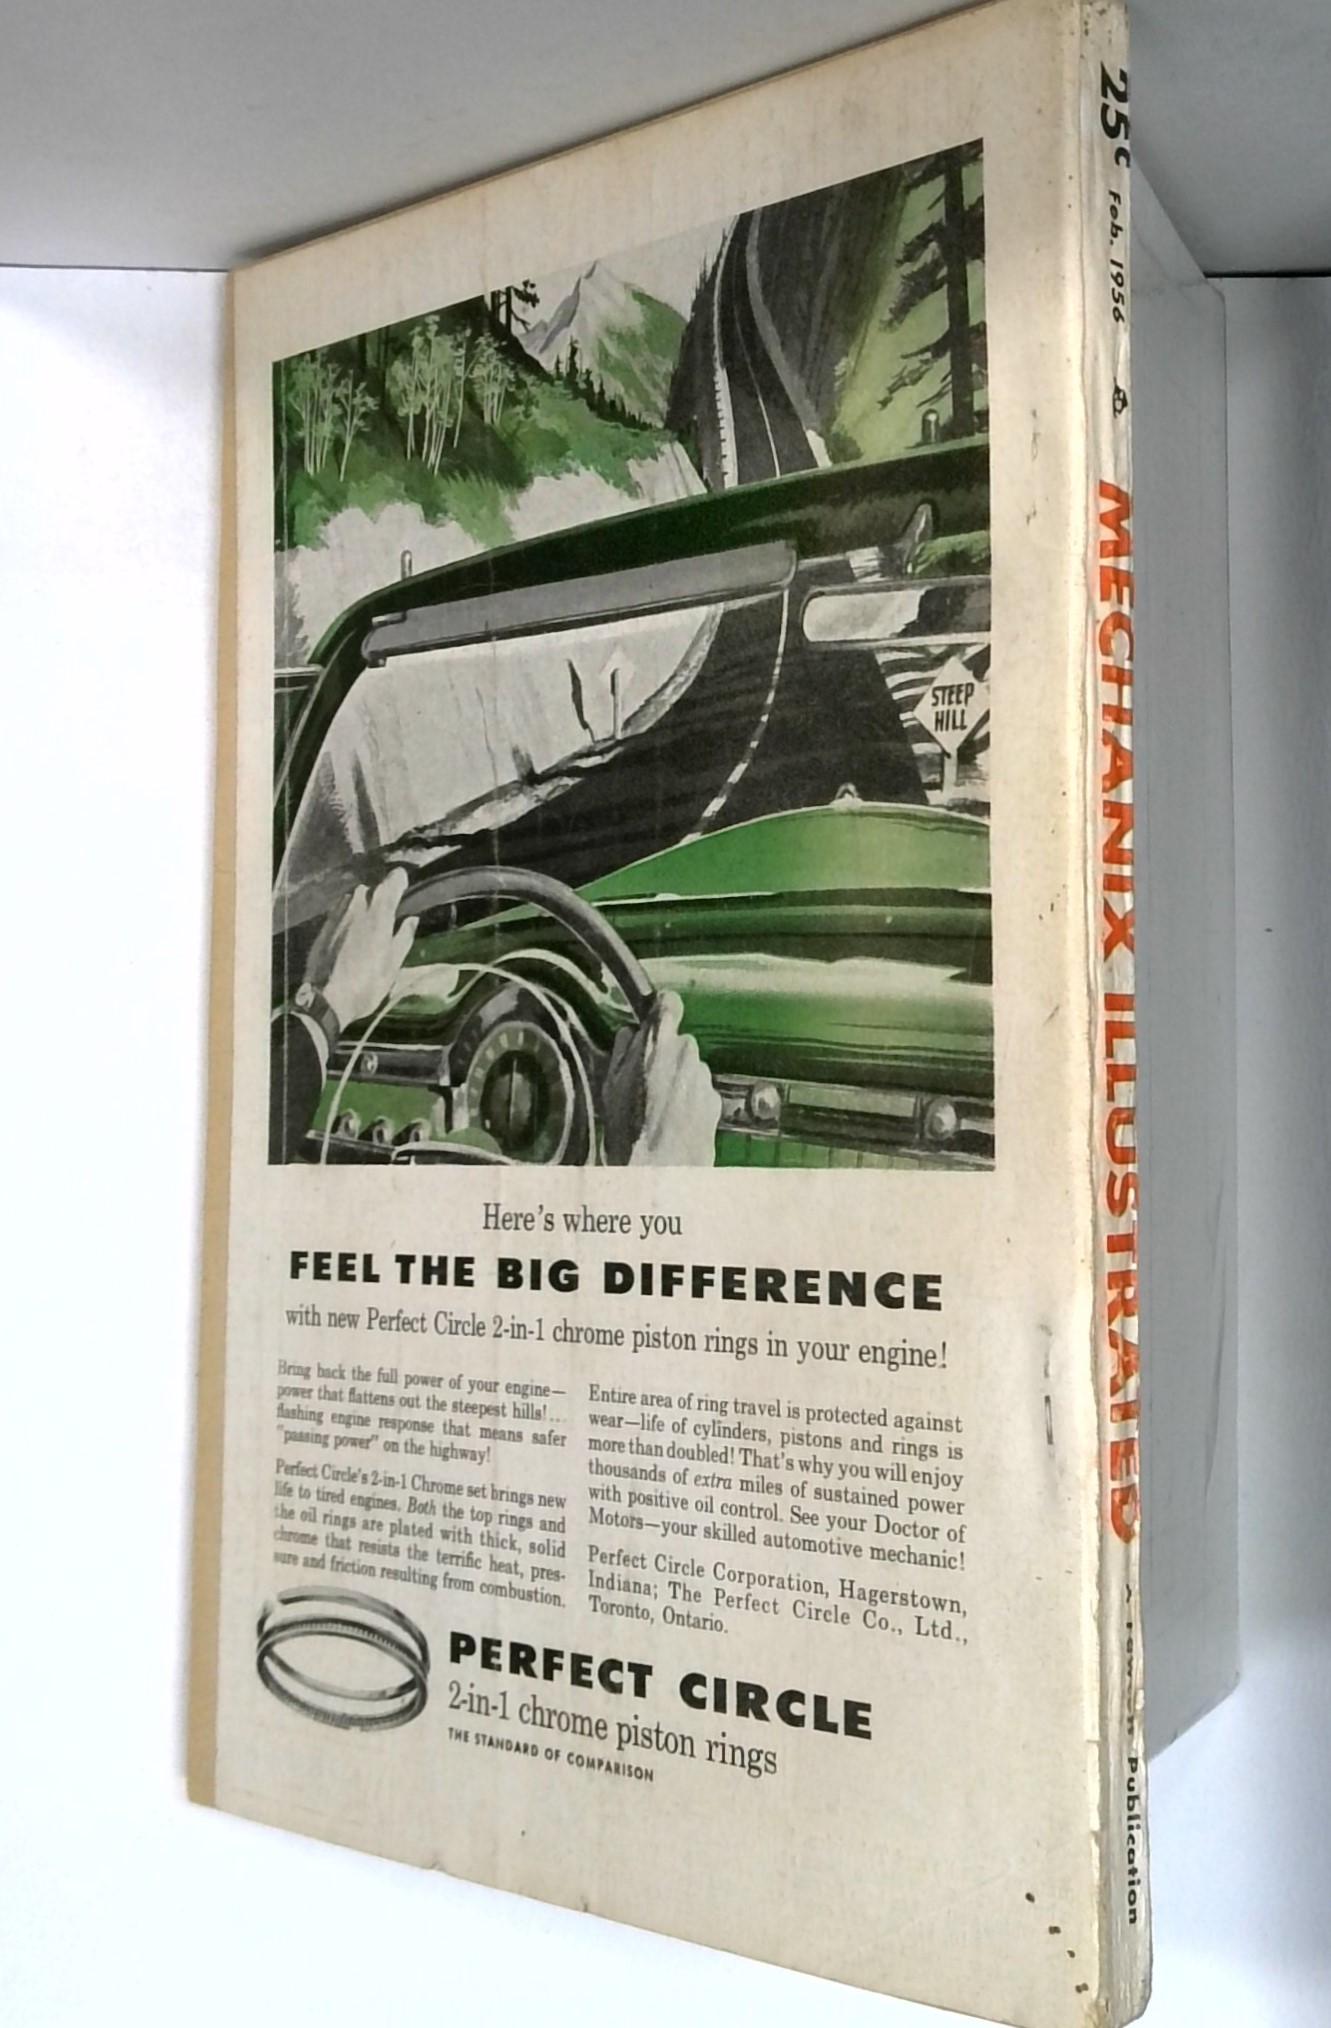 STEEP
HILL
Here's where you
FEEL THE BIG DIFFERENCE
with new Perfect Circle 2-in-1 chrome piston rings in your engine!
Bring back the full power of your engine—
power that flattens out the steepest hills!...
flashing engine response that means safer
"passing power" on the highway!
Perfect Circle's 2-in-1 Chrome set brings new
life to tired engines. Both the top rings and
the oil rings are plated with thick, solid
chrome that resists the terrific heat, pres-
sure and friction resulting from combustion.
Entire area of ring travel is protected against
wear—life of cylinders, pistons and rings is
more than doubled! That's why you will enjoy
thousands of extra miles of sustained power
with positive oil control. See your Doctor of
Motors—your skilled automotive mechanic!
Perfect Circle Corporation, Hagerstown,
Indiana; The Perfect Circle Co., Ltd.,
Toronto, Ontario.
PERFECT CIRCLE
2-in-1 chrome piston rings
THE STANDARD OF COMPARISON
25c Feb. 1956 MECHANIX ILLUSTRATED A Fawcett Publication